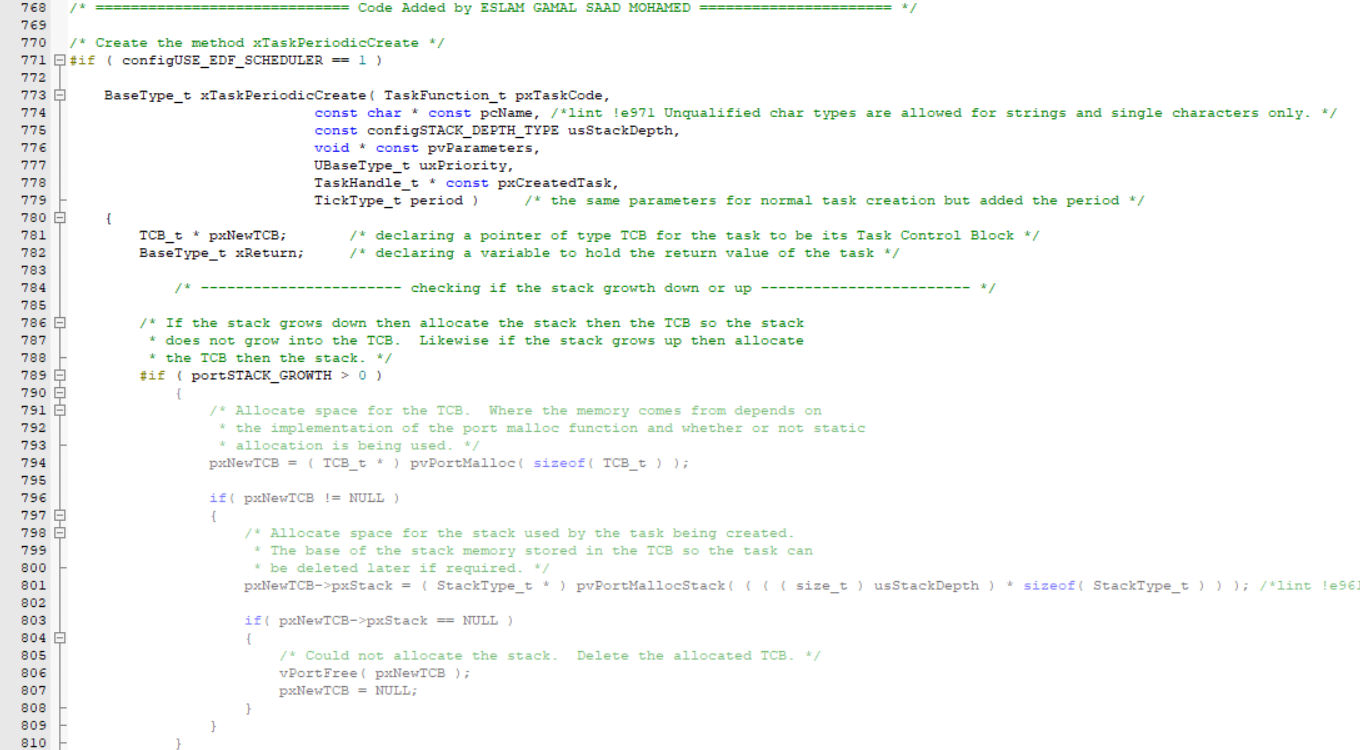 768 /* ============================= Code Added by ESLAM GAMAL SAAD MOHAMED ====================== */
769
770 /* Create the method xTaskPeriodicCreate */
771 #if ( configUSE_EDF_SCHEDULER == 1 )
772
773 BaseType_t xTaskPeriodicCreate( TaskFunction_t pxTaskCode,
774 const char * const pcName, /*lint !e971 Unqualified char types are allowed for strings and single characters only. */
775 const configSTACK_DEPTH_TYPE usStackDepth,
776 void * const pvParameters,
777 UBaseType_t uxPriority,
778 TaskHandle_t * const pxCreatedTask,
779 TickType_t period ) /* the same parameters for normal task creation but added the period */
780 {
781 TCB_t * pxNewTCB; /* declaring a pointer of type TCB for the task to be its Task Control Block */
782 BaseType_t xReturn; /* declaring a variable to hold the return value of the task */
783
784 /* ----------------------- checking if the stack growth down or up ------------------------ */
785
786 /* If the stack grows down then allocate the stack then the TCB so the stack
787 * does not grow into the TCB. Likewise if the stack grows up then allocate
788 * the TCB then the stack. */
789 #if ( portSTACK_GROWTH > 0 )
790 {
791 /* Allocate space for the TCB. Where the memory comes from depends on
792 * the implementation of the port malloc function and whether or not static
793 * allocation is being used. */
794 pxNewTCB = ( TCB_t * ) pvPortMalloc( sizeof( TCB_t ) );
795
796 if( pxNewTCB != NULL )
797 {
798 /* Allocate space for the stack used by the task being created.
799 * The base of the stack memory stored in the TCB so the task can
800 * be deleted later if required. */
801 pxNewTCB->pxStack = ( StackType_t * ) pvPortMallocStack( ( ( ( size_t ) usStackDepth ) * sizeof( StackType_t ) ) ); /*lint !e961
802
803 if( pxNewTCB->pxStack == NULL )
804 {
805 /* Could not allocate the stack. Delete the allocated TCB. */
806 vPortFree( pxNewTCB );
807 pxNewTCB = NULL;
808 }
809 }
810 }